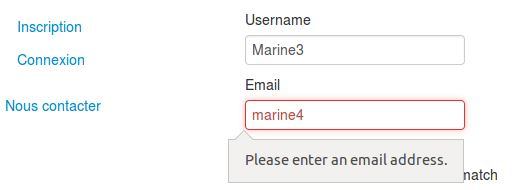 Inscription
Connexion
Nous contacter
Username
Marine3
Email
marine4
Please enter an email address.
match